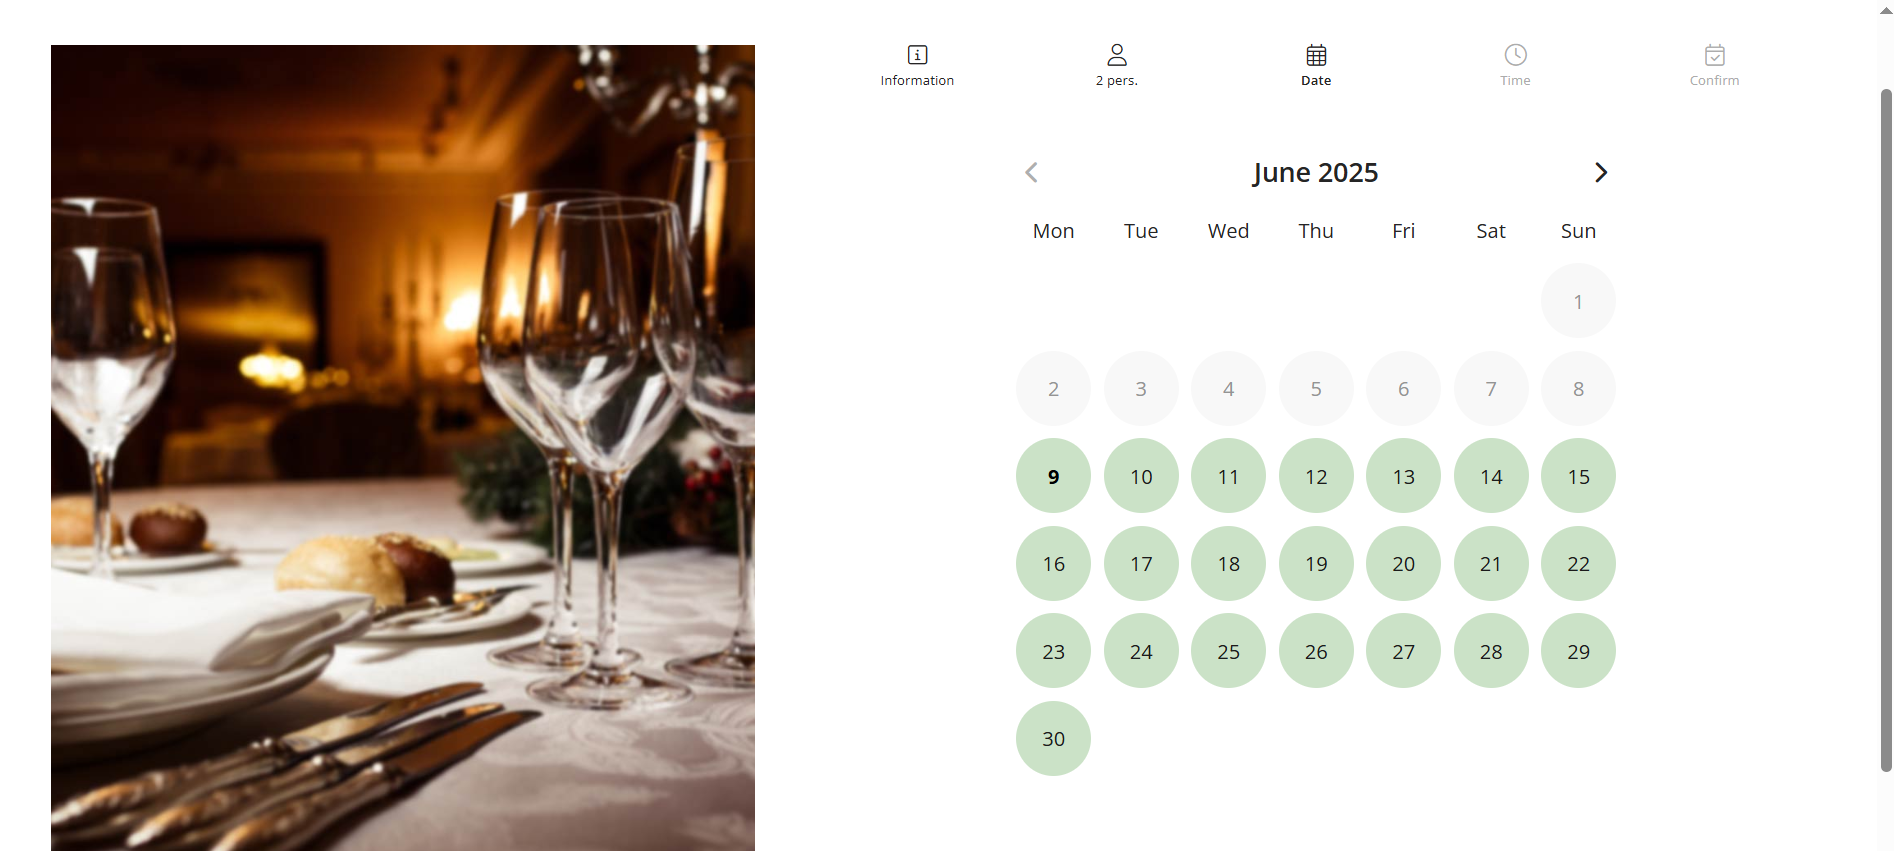 Information
2 pers.
Date
Time
Confirm
June 2025
Mon Tue Wed Thu Fri Sat Sun
1
2 3 4 5 6 7 8
9 10 11 12 13 14 15
16 17 18 19 20 21 22
23 24 25 26 27 28 29
30